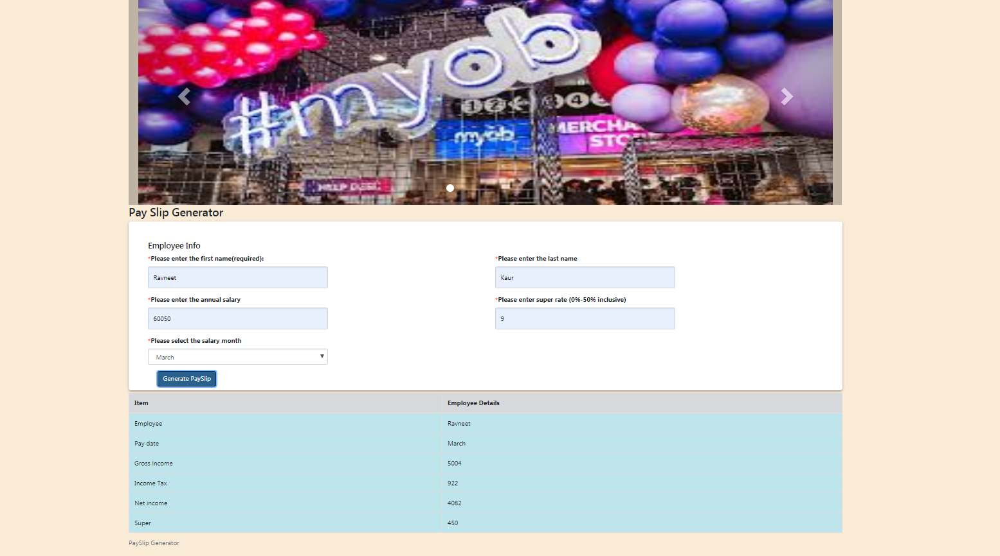 #myob
myob
MERCHA
STO
HELP DESK
Pay Slip Generator
Employee Info
*Please enter the first name(required):
*Please enter the last name
Ravneet
Kaur
*Please enter the annual salary
*Please enter super rate (0%-50% inclusive)
60050
9
*Please select the salary month
March
Generate PaySlip
Item Employee Details
Employee Ravneet
Pay date March
Gross income 5004
Income Tax 922
Net income 4082
Super 450
PaySlip Generator